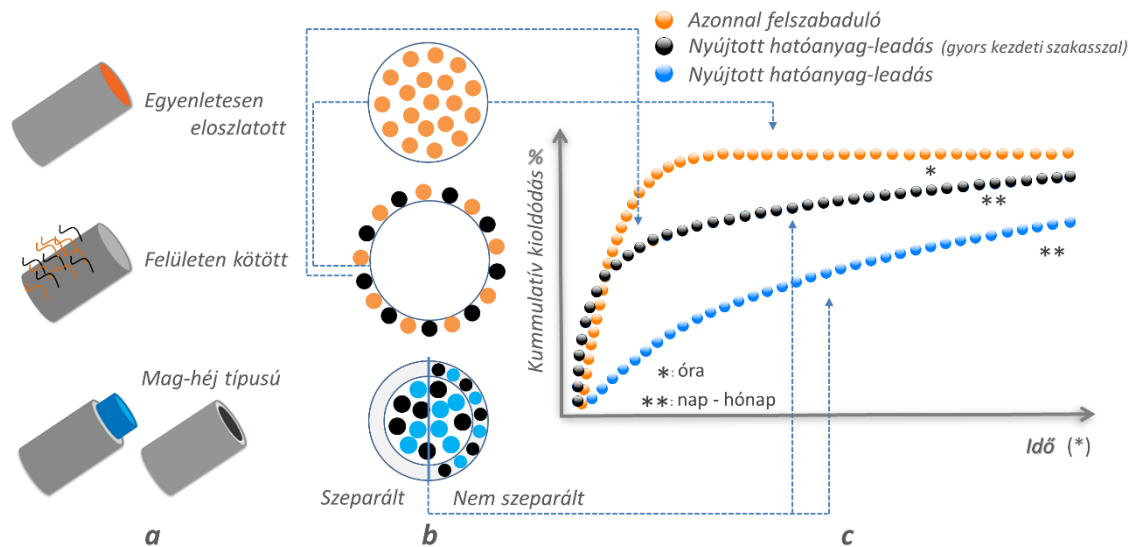 Azonnal felszabaduló
Nyújtott hatóanyag-leadás (gyors kezdeti szakasszal)
Nyújtott hatóanyag-leadás
Egyenletesen
eloszlatott
Felületen kötött
Mag-héj típusú
Szeparált
Nem szeparált
Kummulatív kioldódás %
*
**
**
*: óra
**: nap - hónap
Idő (*)
a
b
c